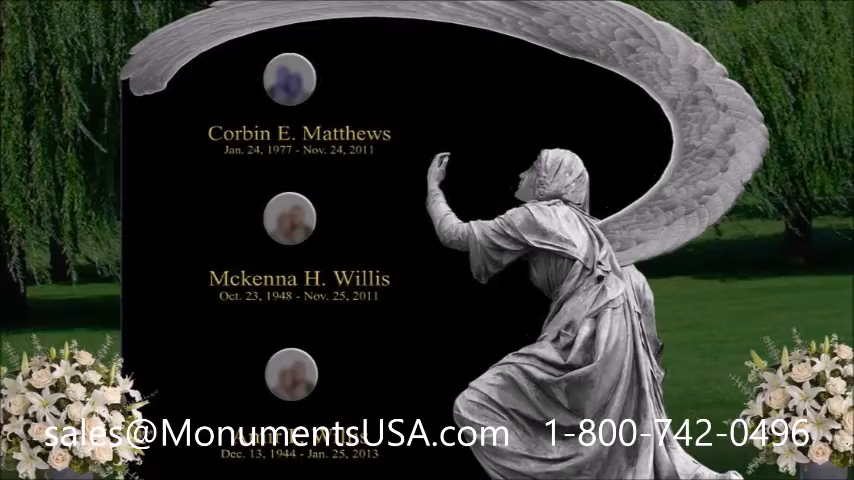 Corbin E. Matthews
Jan. 24, 1977 - Nov. 24, 2011
Mckenna H. Willis
Oct. 23, 1948 - Nov. 25, 2011
sales@MonumentsUSA.com 1-800-742-0496
Dec. 13, 1944 - Jan. 25, 2013